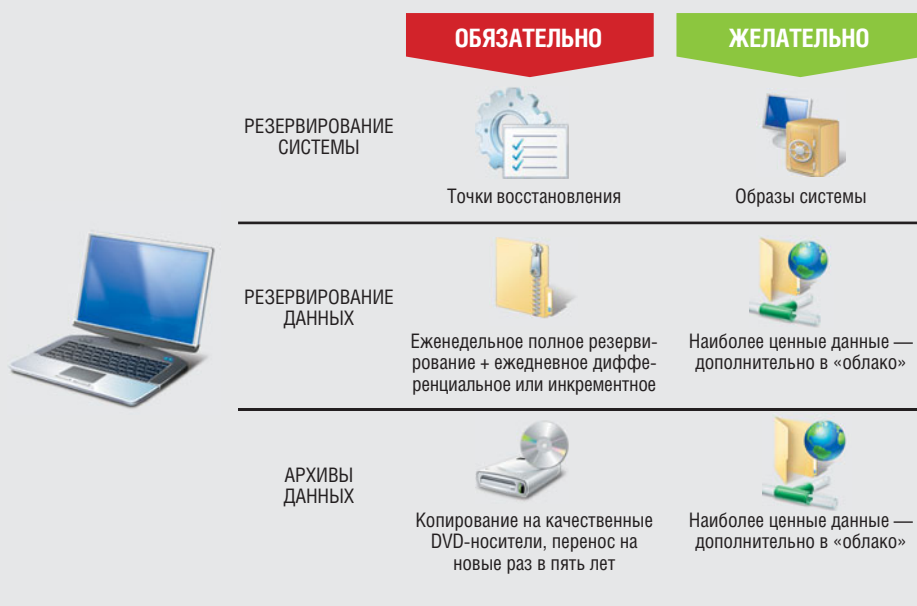 ОБЯЗАТЕЛЬНО
ЖЕЛАТЕЛЬНО
РЕЗЕРВИРОВАНИЕ
СИСТЕМЫ
Точки восстановления
Образы системы
РЕЗЕРВИРОВАНИЕ
ДАННЫХ
Еженедельное полное резерви-
рование + ежедневное диффе-
ренциальное или инкрементное
Наиболее ценные данные —
дополнительно в «облако»
АРХИВЫ
ДАННЫХ
Копирование на качественные
DVD-носители, перенос на
новые раз в пять лет
Наиболее ценные данные —
дополнительно в «облако»